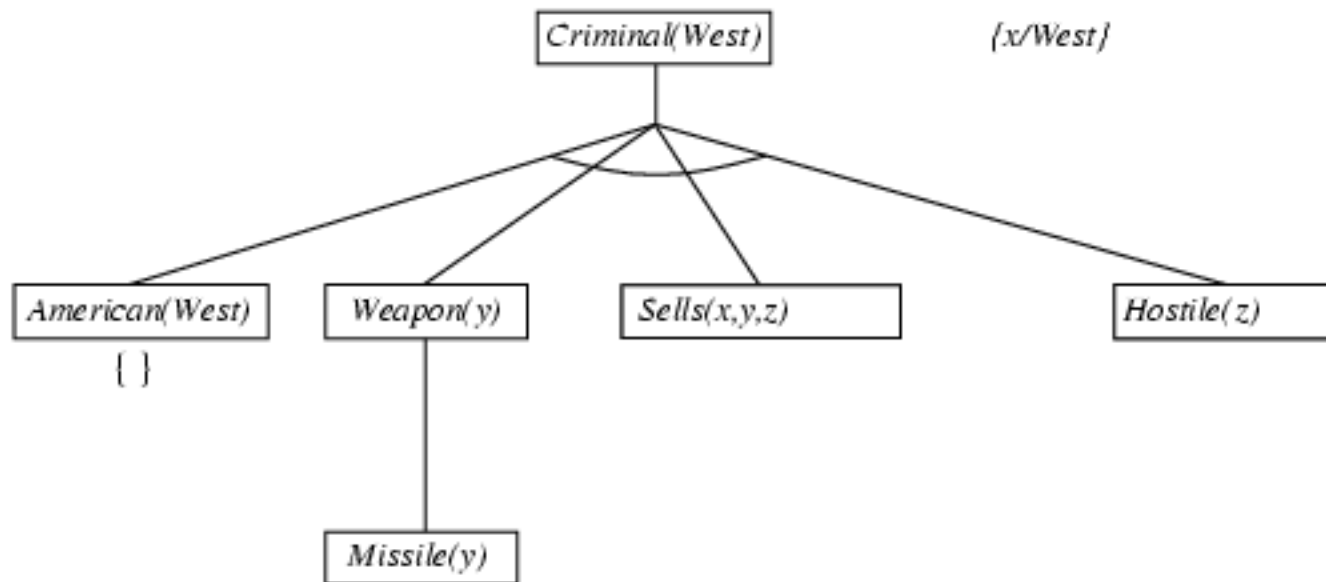 Criminal(West)
{x/West}
American(West)
Weapon(y)
Sells(x,y,z)
Hostile(z)
{ }
Missile(y)